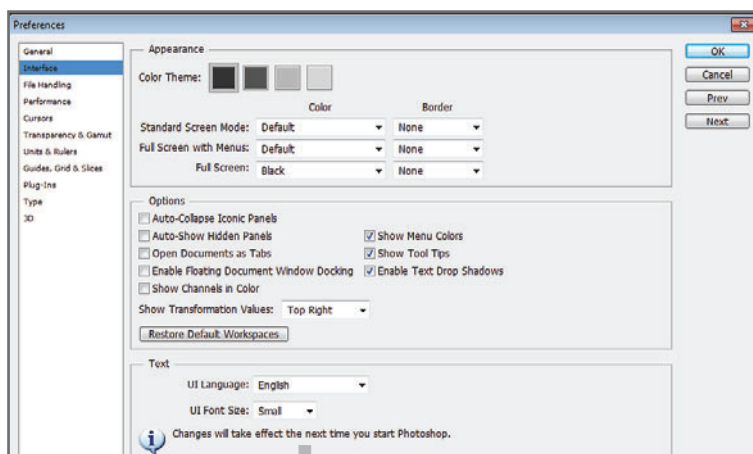 Preferences
General
Interface
File Handling
Performance
Cursors
Transparency & Gamut
Units & Rulers
Guides, Grid & Slices
Plug-Ins
Type
3D
Appearance
Color Theme:
Color Border
Standard Screen Mode: Default None
Full Screen with Menus: Default None
Full Screen: Black None
Options
Auto-Collapse Iconic Panels
Auto-Show Hidden Panels Show Menu Colors
Open Documents as Tabs Show Tool Tips
Enable Floating Document Window Docking Enable Text Drop Shadows
Show Channels in Color
Show Transformation Values: Top Right
Restore Default Workspaces
Text
UI Language: English
UI Font Size: Small
Changes will take effect the next time you start Photoshop.
OK
Cancel
Prev
Next